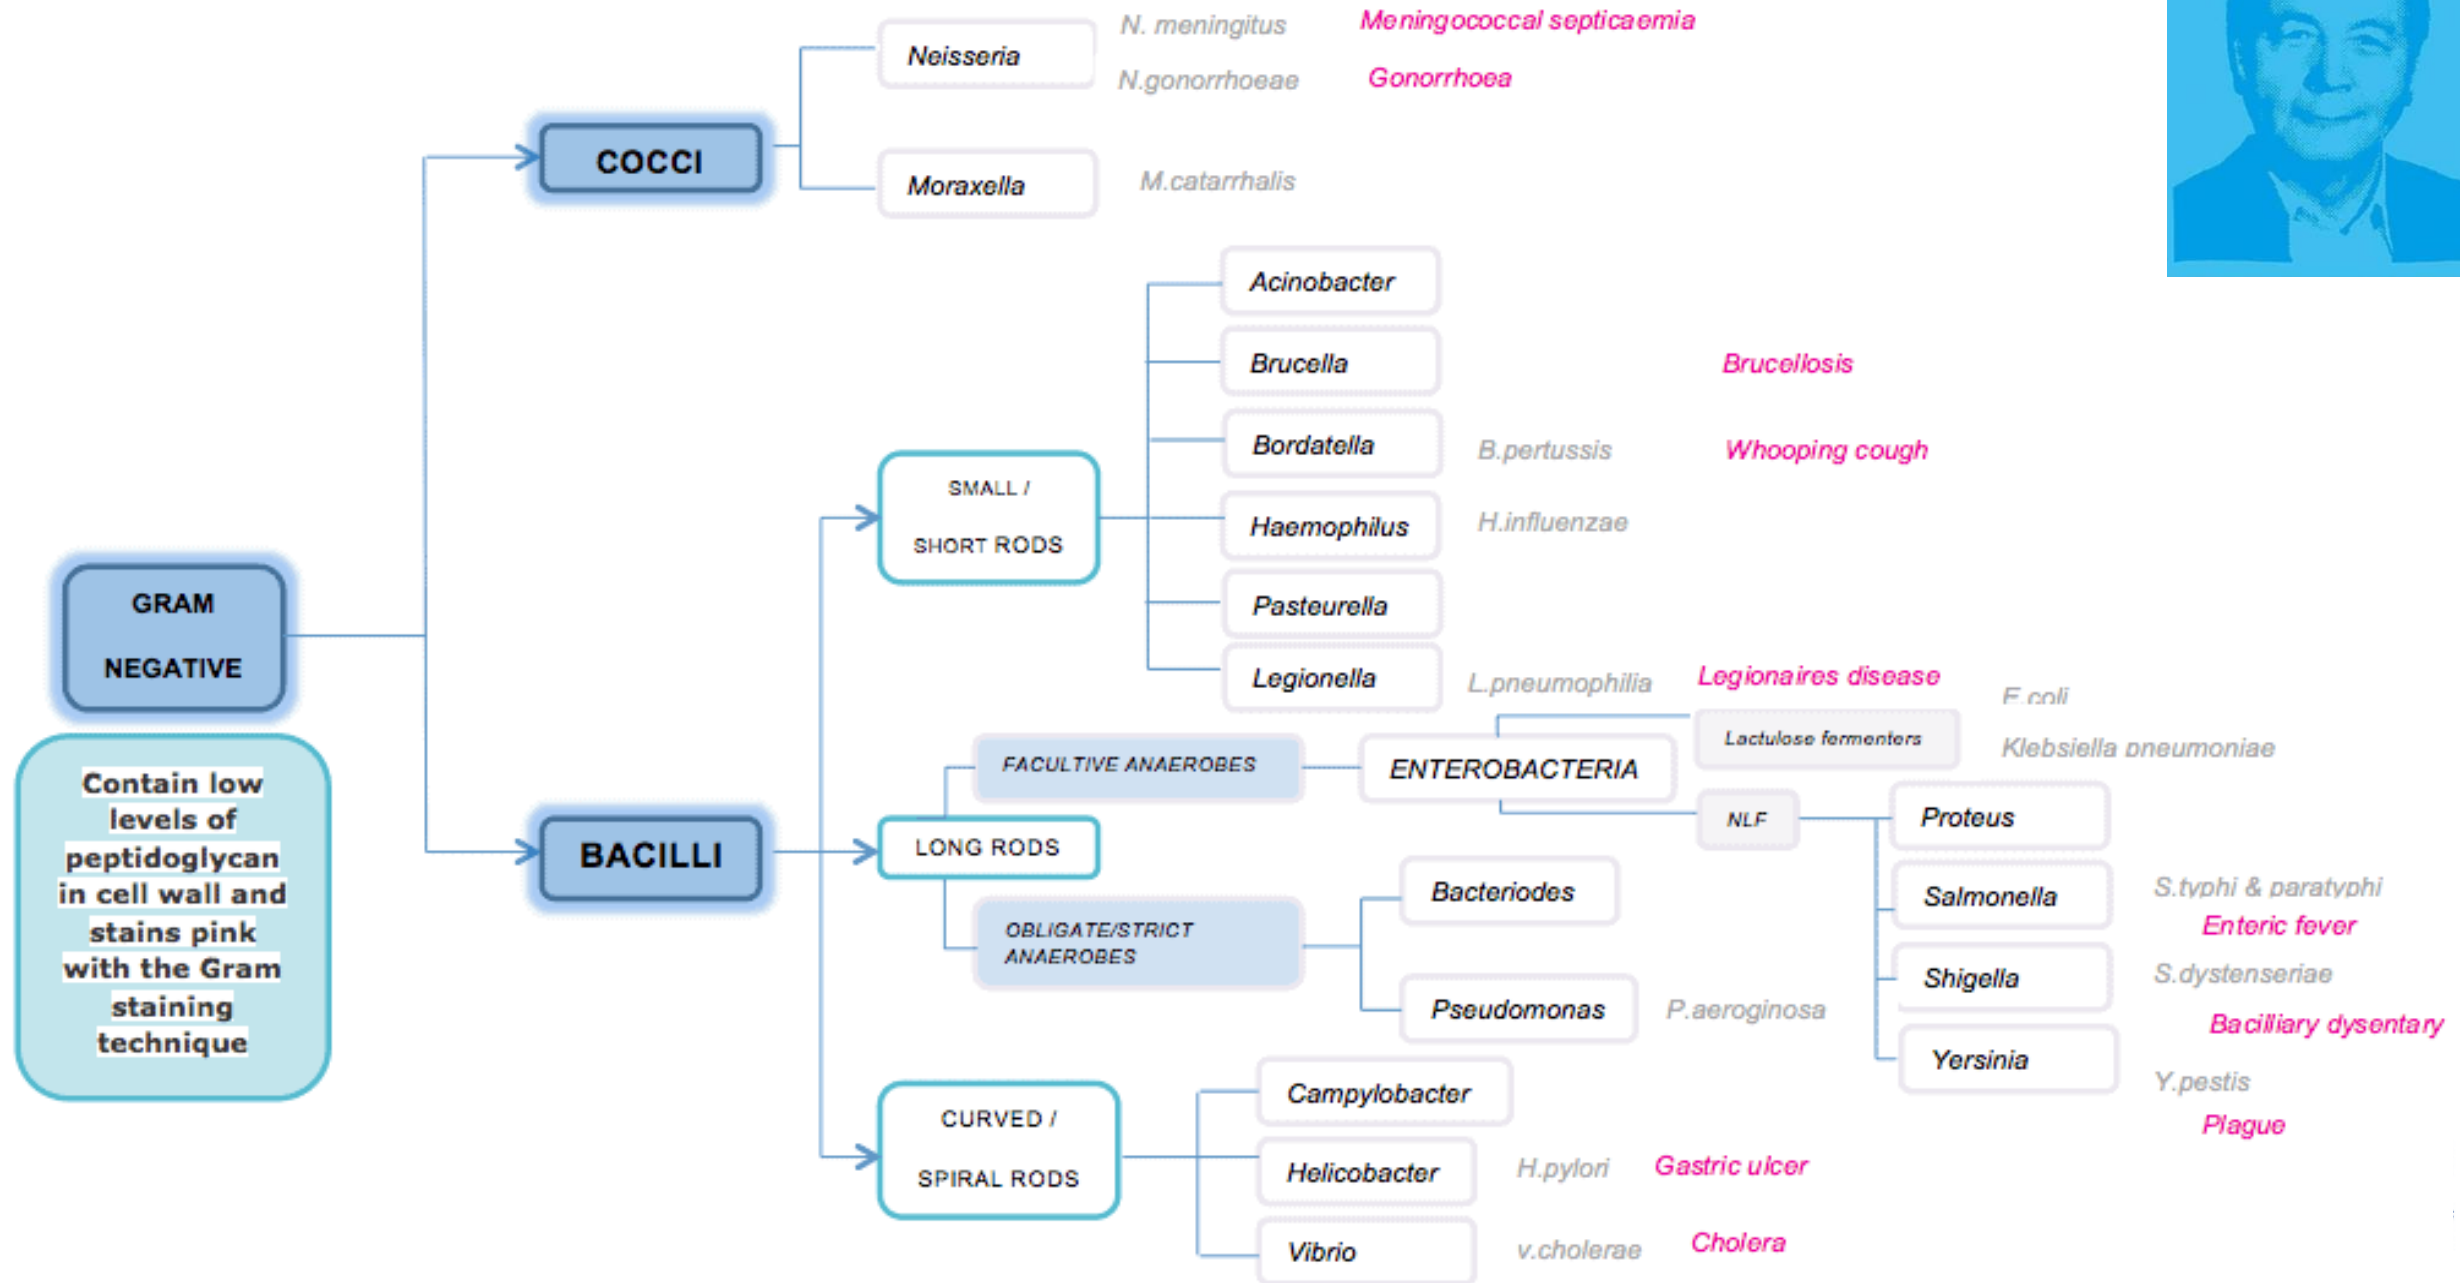 N. meningitus
Meningococcal septicaemia
Neisseria
N.gonorrhoeae
Gonorrhoea
COCCI
Moraxella
M.catarrhalis
Acinobacter
Brucella
Brucellosis
Bordatella
B.pertussis
Whooping cough
SMALL /
SHORT RODS
Haemophilus
H.influenzae
Pasteurella
Legionella
L.pneumophilia
Legionaires disease
GRAM
NEGATIVE
Contain low
levels of
peptidoglycan
in cell wall and
stains pink
with the Gram
staining
technique
BACILLI
LONG RODS
FACULTIVE ANAEROBES
ENTEROBACTERIA
Lactulose fermenters
E.coli
Klebsiella pneumoniae
NLF
Proteus
Salmonella
S.typhi & paratyphi
Enteric fever
Shigella
S.dystenseriae
Bacilliary dysentary
Yersinia
Y.pestis
Plague
OBLIGATE/STRICT
ANAEROBES
Bacteriodes
Pseudomonas
P.aeroginosa
CURVED /
SPIRAL RODS
Campylobacter
Helicobacter
H.pylori
Gastric ulcer
Vibrio
v.cholerae
Cholera